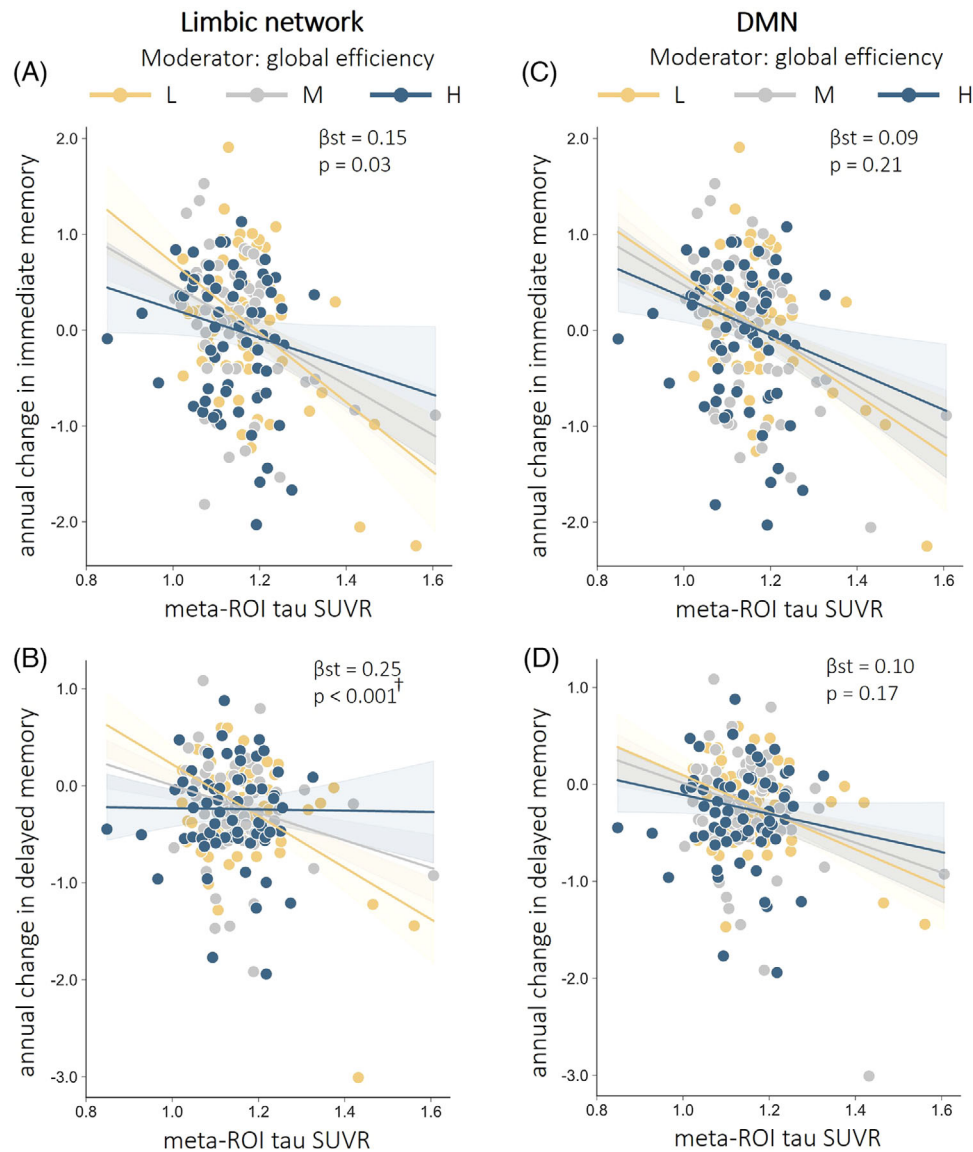 Limbic network
DMN
(A)
Moderator: global efficiency
L M H
βst = 0.15
p = 0.03
annual change in immediate memory
2.0
1.0
0.0
-1.0
-2.0
0.8 1.0 1.2 1.4 1.6
meta-ROI tau SUVR
(C)
Moderator: global efficiency
L M H
βst = 0.09
p = 0.21
annual change in immediate memory
2.0
1.0
0.0
-1.0
-2.0
0.8 1.0 1.2 1.4 1.6
meta-ROI tau SUVR
(B)
βst = 0.25
p < 0.001†
annual change in delayed memory
1.0
0.0
-1.0
-2.0
-3.0
0.8 1.0 1.2 1.4 1.6
meta-ROI tau SUVR
(D)
βst = 0.10
p = 0.17
annual change in delayed memory
1.0
0.0
-1.0
-2.0
-3.0
0.8 1.0 1.2 1.4 1.6
meta-ROI tau SUVR